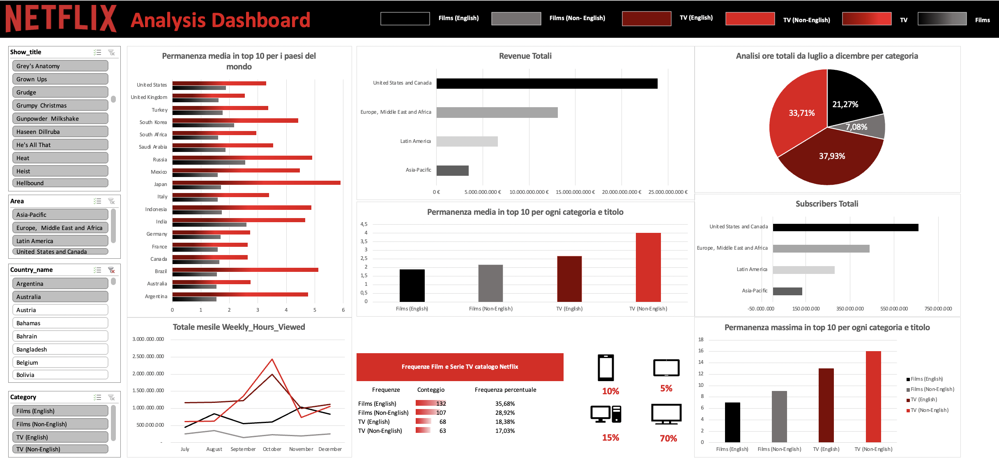 NETFLIX Analysis Dashboard
Films (English)
Films (Non- English)
TV (English)
TV (Non-English)
TV
Films
Show_title
Grey's Anatomy
Grown Ups
Grudge
Grumpy Christmas
Gunpowder Milkshake
Haseen Dillruba
He's All That
Heat
Heist
Hellbound
Area
Asia-Pacific
Europe, Middle East and Africa
Latin America
United States and Canada
Country_name
Argentina
Australia
Austria
Bahamas
Bahrain
Bangladesh
Belgium
Bolivia
Category
Films (English)
Films (Non-English)
TV (English)
TV (Non-English)
Permanenza media in top 10 per i paesi del
mondo
United States
United Kingdom
Turkey
South Korea
South Africa
Saudi Arabia
Russia
Mexico
Japan
Italy
Indonesia
India
Germany
France
Canada
Brazil
Australia
Argentina
0 1 2 3 4 5 6
Totale mesile Weekly_Hours_Viewed
3.000.000.000
2.500.000.000
2.000.000.000
1.500.000.000
1.000.000.000
500.000.000
-
July August September October November December
Revenue Totali
United States and Canada
Europe, Middle East and Africa
Latin America
Asia-Pacific
0 € 5.000.000.000 € 10.000.000.000 € 15.000.000.000 € 20.000.000.000 € 25.000.000.000 €
Permanenza media in top 10 per ogni categoria e titolo
4,5
4
3,5
3
2,5
2
1,5
1
0,5
0
Films (English) Films (Non-English) TV (English) TV (Non-English)
Frequenze Film e Serie TV catalogo Netflix
Frequenze Conteggio Frequenza percentuale
Films (English) 132 35,68%
Films (Non-English) 107 28,92%
TV (English) 68 18,38%
TV (Non-English) 63 17,03%
10% 5%
15% 70%
Analisi ore totali da luglio a dicembre per categoria
21,27%
33,71%
7,08%
37,93%
Subscribers Totali
United States and Canada
Europe, Middle East and Africa
Latin America
Asia-Pacific
-50.000.000 150.000.000 350.000.000 550.000.000 750.000.000
Permanenza massima in top 10 per ogni categoria e titolo
18
16
14
12
10
8
6
4
2
0
Films (English) Films (Non-English) TV (English) TV (Non-English)
Films (English)
Films (Non-English)
TV (English)
TV (Non-English)